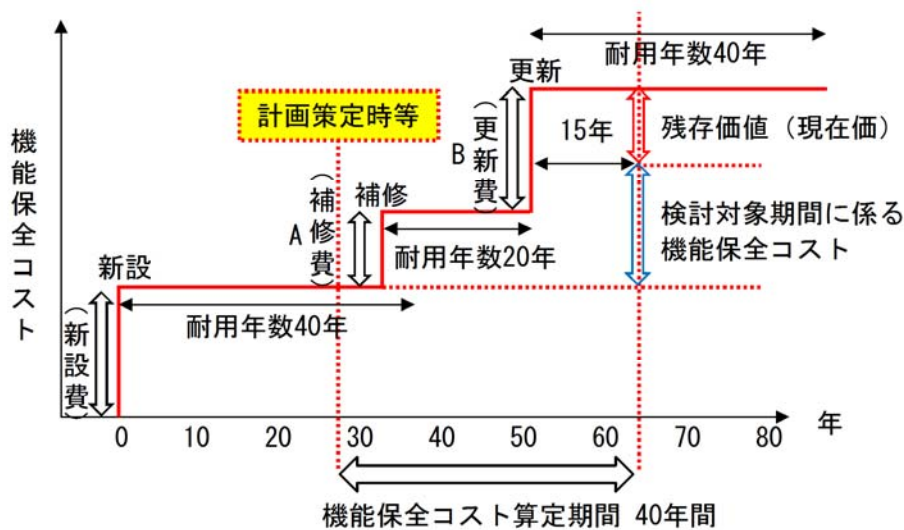 耐用年数40年
更新
計画策定時等
機能保全コスト
B
（更新費）
15年
残存価値（現在価）
A
（補修費）
補修
検討対象期間に係る
機能保全コスト
耐用年数20年
新設
（新設費）
耐用年数40年
0 10 20 30 40 50 60 70 80 年
機能保全コスト算定期間 40年間